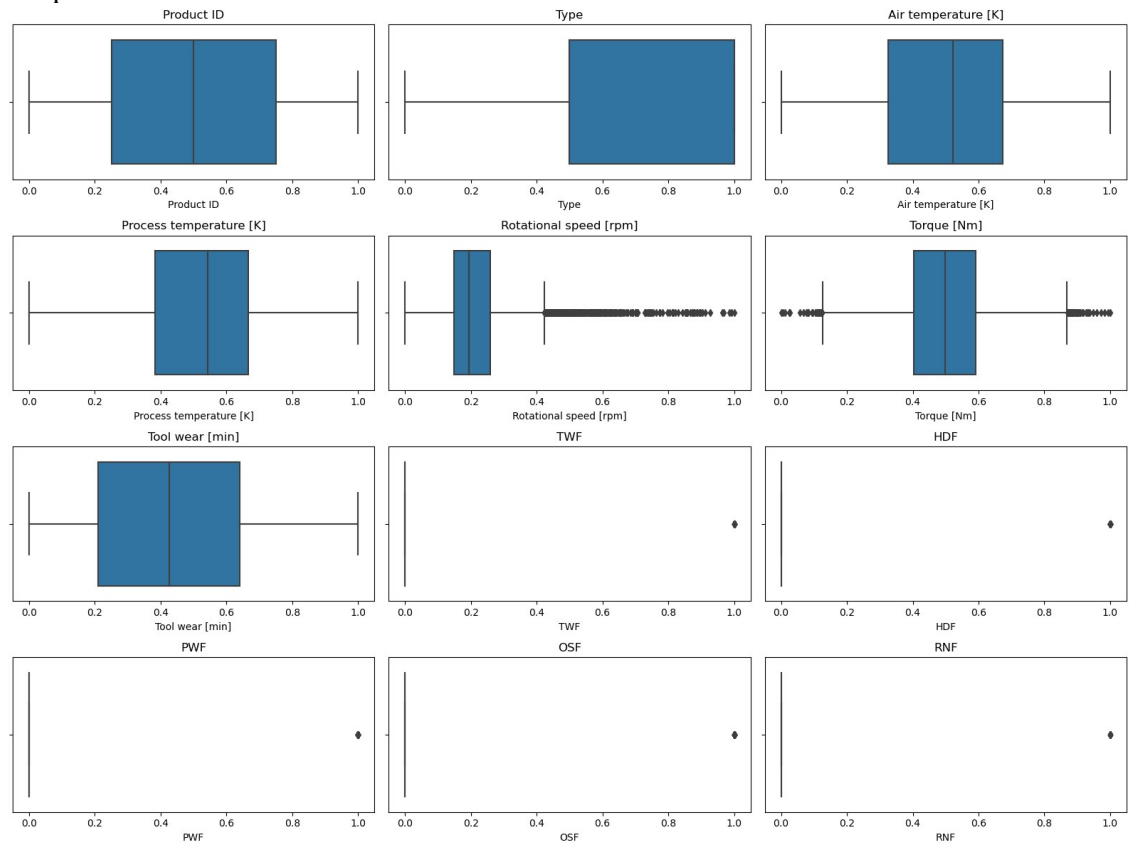 Product ID
Type
Air temperature [K]
0.0 0.2 0.4 0.6 0.8 1.0
0.0 0.2 0.4 0.6 0.8 1.0
0.0 0.2 0.4 0.6 0.8 1.0
Product ID
Type
Air temperature [K]
Process temperature [K]
Rotational speed [rpm]
Torque [Nm]
0.0 0.2 0.4 0.6 0.8 1.0
0.0 0.2 0.4 0.6 0.8 1.0
0.0 0.2 0.4 0.6 0.8 1.0
Process temperature [K]
Rotational speed [rpm]
Torque [Nm]
Tool wear [min]
TWF
HDF
0.0 0.2 0.4 0.6 0.8 1.0
0.0 0.2 0.4 0.6 0.8 1.0
0.0 0.2 0.4 0.6 0.8 1.0
Tool wear [min]
TWF
HDF
PWF
OSF
RNF
0.0 0.2 0.4 0.6 0.8 1.0
0.0 0.2 0.4 0.6 0.8 1.0
0.0 0.2 0.4 0.6 0.8 1.0
PWF
OSF
RNF